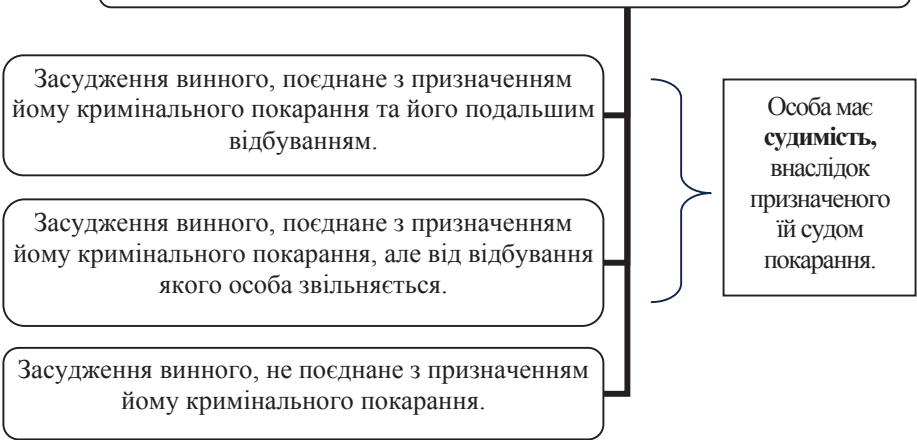 Засудження винного, поєднане з призначенням
йому кримінального покарання та його подальшим
відбуванням.
Особа має
судимість,
внаслідок
призначеного
їй судом
покарання.
Засудження винного, поєднане з призначенням
йому кримінального покарання, але від відбування
якого особа звільняється.
Засудження винного, не поєднане з призначенням
йому кримінального покарання.